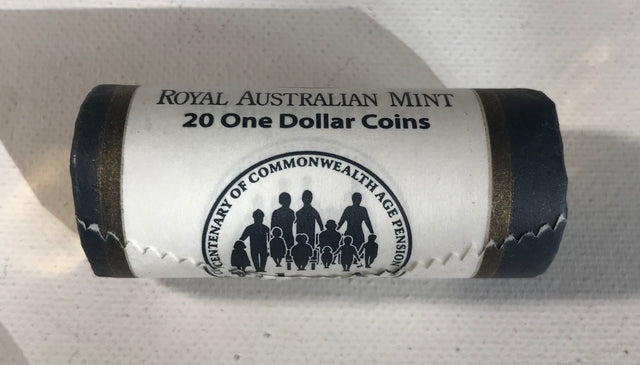 ROYAL AUSTRALIAN MINT
20 One Dollar Coins
CENTENARY OF COMMONWEALTH AGE PENSION